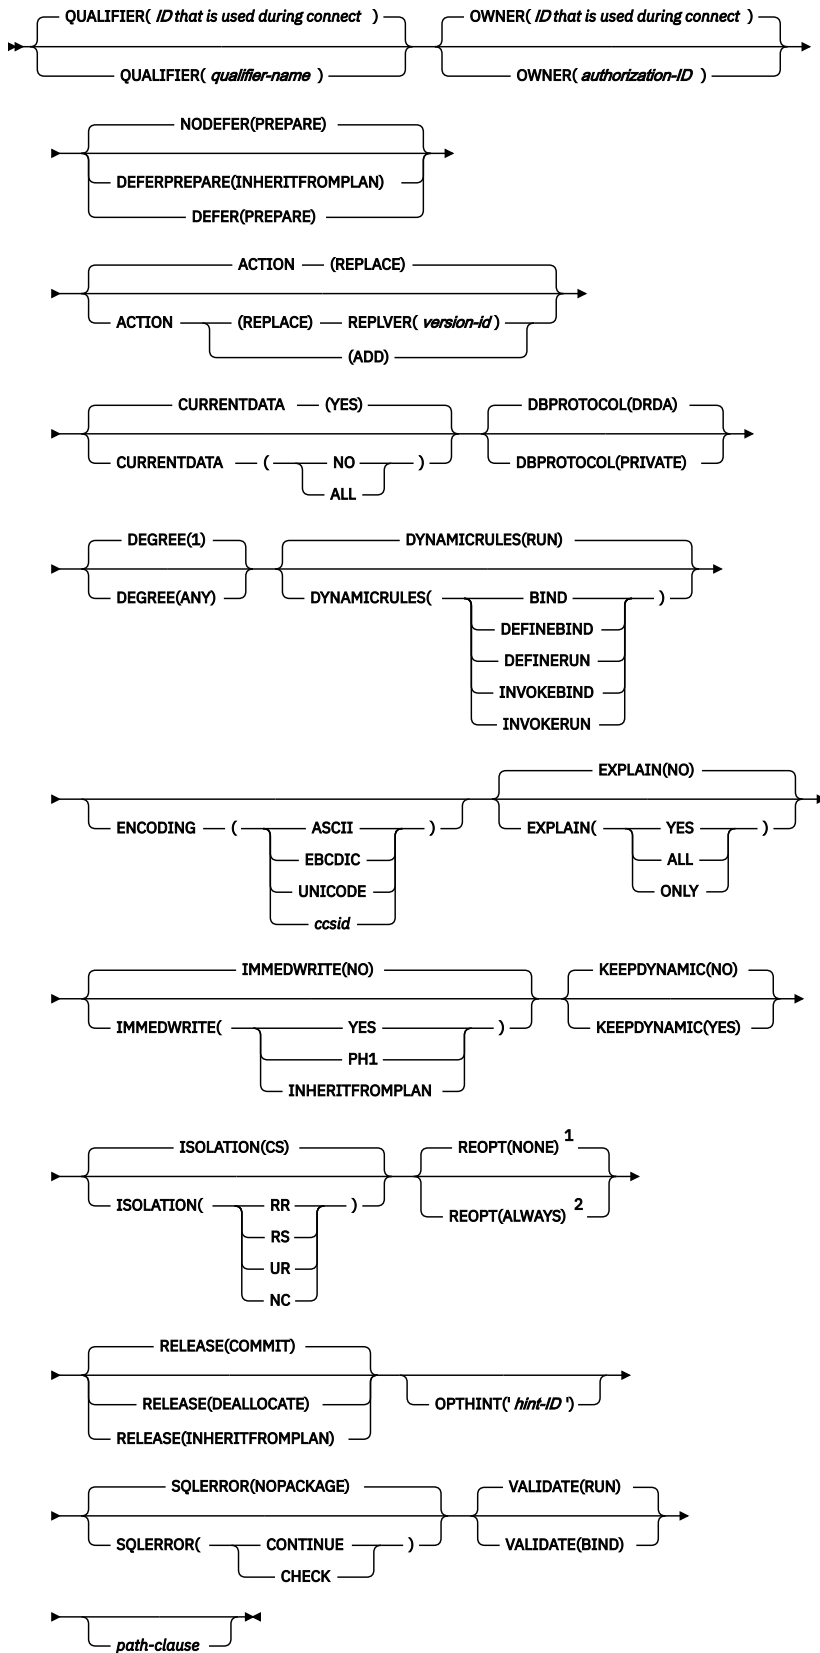 QUALIFIER( ID that is used during connect ) OWNER( ID that is used during connect )
QUALIFIER( qualifier-name ) OWNER( authorization-ID )
NODEFER(PREPARE)
DEFERPREPARE(INHERITFROMPLAN)
DEFER(PREPARE)
ACTION (REPLACE)
ACTION (REPLACE) REPLVER( version-id )
(ADD)
CURRENTDATA (YES) DBPROTOCOL(DRDA)
CURRENTDATA ( NO ) DBPROTOCOL(PRIVATE)
ALL
DEGREE(1) DYNAMICRULES(RUN)
DEGREE(ANY) DYNAMICRULES( BIND )
DEFINEBIND
DEFINERUN
INVOKEBIND
INVOKERUN
EXPLAIN(NO)
ENCODING ( ASCII ) EXPLAIN( YES )
EBCDIC ALL
UNICODE ONLY
ccsid
IMMEDWRITE(NO) KEEPDYNAMIC(NO)
IMMEDWRITE( YES ) KEEPDYNAMIC(YES)
PH1
INHERITFROMPLAN
ISOLATION(CS) REOPT(NONE) 1
ISOLATION( RR ) REOPT(ALWAYS) 2
RS
UR
NC
RELEASE(COMMIT)
RELEASE(DEALLOCATE) OPTHINT(' hint-ID ')
RELEASE(INHERITFROMPLAN)
SQLERROR(NOPACKAGE) VALIDATE(RUN)
SQLERROR( CONTINUE ) VALIDATE(BIND)
CHECK
path-clause